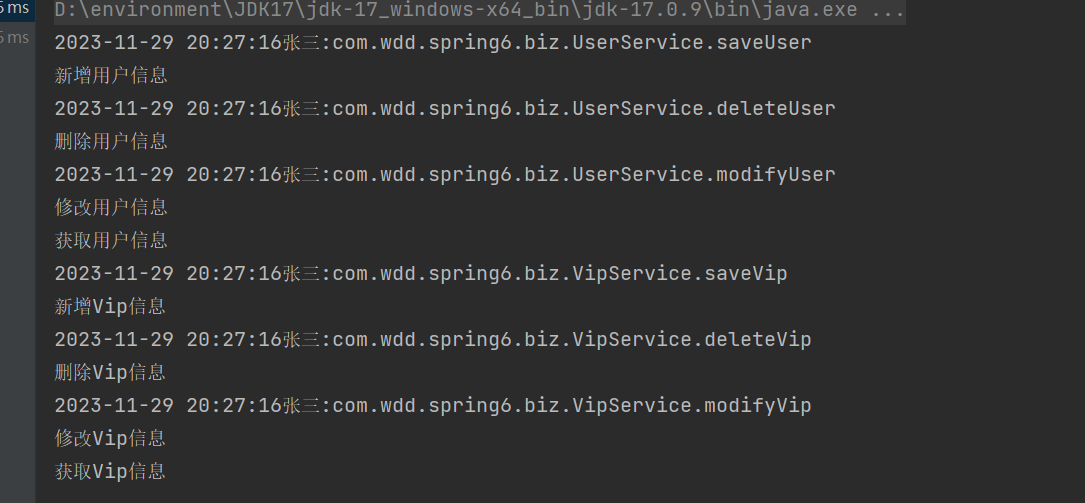 5 ms
5 ms
D:\environment\JDK17\jdk-17_windows-x64_bin\jdk-17.0.9\bin\java.exe ...
2023-11-29 20:27:16张三:com.wdd.spring6.biz.UserService.saveUser
新增用户信息
2023-11-29 20:27:16张三:com.wdd.spring6.biz.UserService.deleteUser
删除用户信息
2023-11-29 20:27:16张三:com.wdd.spring6.biz.UserService.modifyUser
修改用户信息
获取用户信息
2023-11-29 20:27:16张三:com.wdd.spring6.biz.VipService.saveVip
新增Vip信息
2023-11-29 20:27:16张三:com.wdd.spring6.biz.VipService.deleteVip
删除Vip信息
2023-11-29 20:27:16张三:com.wdd.spring6.biz.VipService.modifyVip
修改Vip信息
获取Vip信息